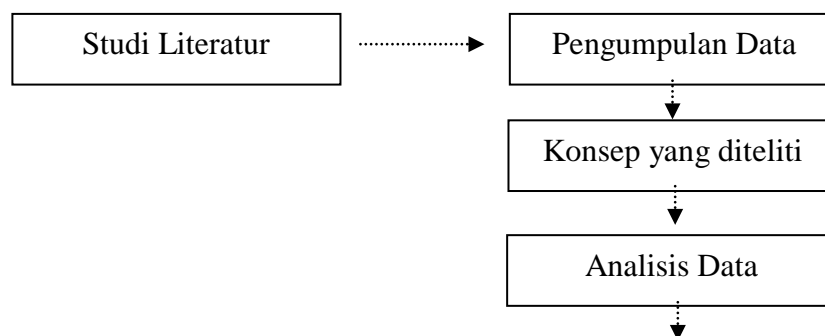 Studi Literatur
Pengumpulan Data
Konsep yang diteliti
Analisis Data